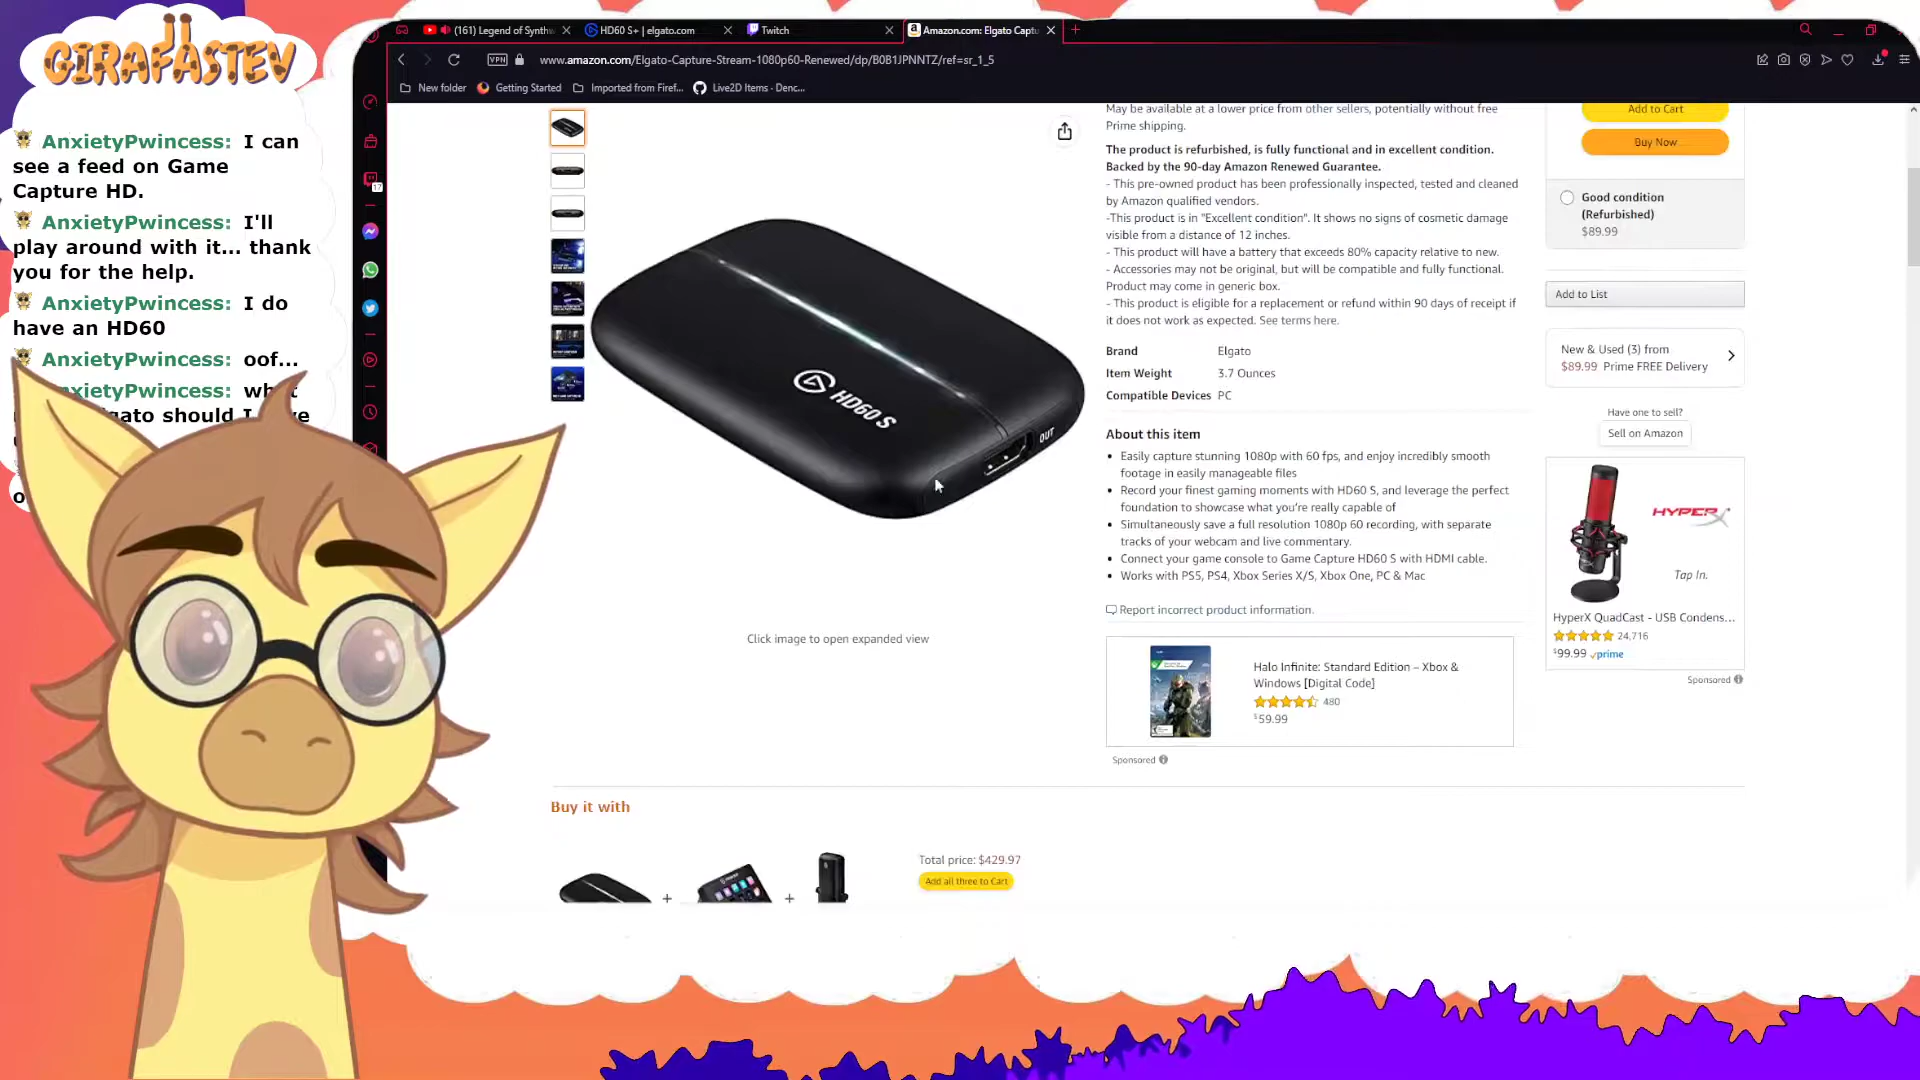 GIRAFASTEV
AnxietyPwincess: I can
see a feed on Game
Capture HD.
AnxietyPwincess: I'll
play around with it... thank
you for the help.
AnxietyPwincess: I do
have an HD60
AnxietyPwincess: oof...
(161) Legend of Synthw
HD60 S+ | elgato.com
Twitch
Amazon.com: Elgato Captu
VPN
www.amazon.com/Elgato-Capture-Stream-1080p60-Renewed/dp/B0B1JPNNTZ/ref=sr_1_5
New folder
Getting Started
Imported from Firef...
Live2D Items - Denc...
17
HD60 S
OUT
Click image to open expanded view
May be available at a lower price from other sellers, potentially without free
Prime shipping.
The product is refurbished, is fully functional and in excellent condition.
Backed by the 90-day Amazon Renewed Guarantee.
- This pre-owned product has been professionally inspected, tested and cleaned
by Amazon qualified vendors.
-This product is in "Excellent condition". It shows no signs of cosmetic damage
visible from a distance of 12 inches.
- This product will have a battery that exceeds 80% capacity relative to new.
- Accessories may not be original, but will be compatible and fully functional.
Product may come in generic box.
- This product is eligible for a replacement or refund within 90 days of receipt if
it does not work as expected. See terms here.
Brand Elgato
Item Weight 3.7 Ounces
Compatible Devices PC
About this item
Easily capture stunning 1080p with 60 fps, and enjoy incredibly smooth
footage in easily manageable files
Record your finest gaming moments with HD60 S, and leverage the perfect
foundation to showcase what you're really capable of
Simultaneously save a full resolution 1080p 60 recording, with separate
tracks of your webcam and live commentary.
Connect your game console to Game Capture HD60 S with HDMI cable.
Works with PS5, PS4, Xbox Series X/S, Xbox One, PC & Mac
Report incorrect product information.
Halo Infinite: Standard Edition – Xbox &
Windows [Digital Code]
480
$59.99
Sponsored
Add to Cart
Buy Now
Good condition
(Refurbished)
$89.99
Add to List
New & Used (3) from
$89.99 Prime FREE Delivery
Have one to sell?
Sell on Amazon
HYPERX
Tap In.
HyperX QuadCast - USB Condens...
24,716
$99.99 prime
Sponsored
Buy it with
Total price: $429.97
Add all three to Cart
+
+